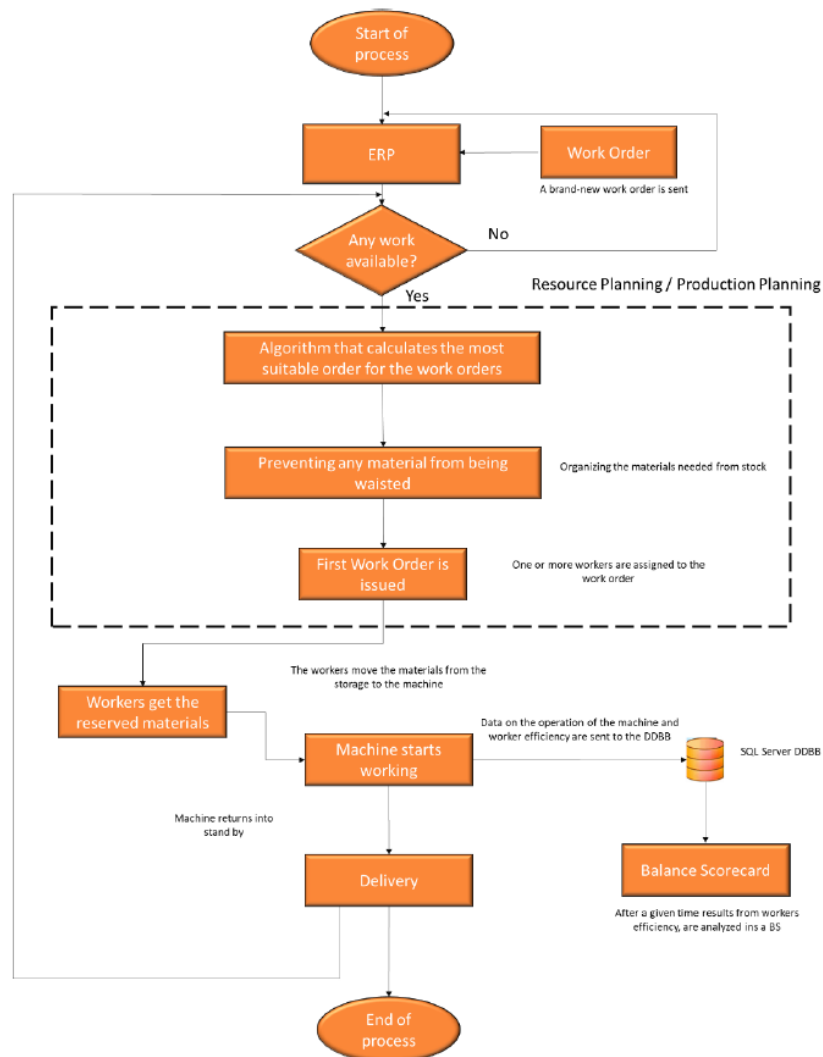 Start of
process
ERP
Work Order
A brand-new work order is sent
Any work
available?
No
Yes
Resource Planning / Production Planning
Algorithm that calculates the most
suitable order for the work orders
Preventing any material from being
waisted
Organizing the materials needed from stock
First Work Order is
issued
One or more workers are assigned to the
work order
The workers move the materials from the
storage to the machine
Workers get the
reserved materials
Data on the operation of the machine and
worker efficiency are sent to the DDBB
Machine starts
working
SQL Server DDBB
Machine returns into
stand by
Delivery
Balance Scorecard
After a given time results from workers
efficiency, are analyzed ins a BS
End of
process